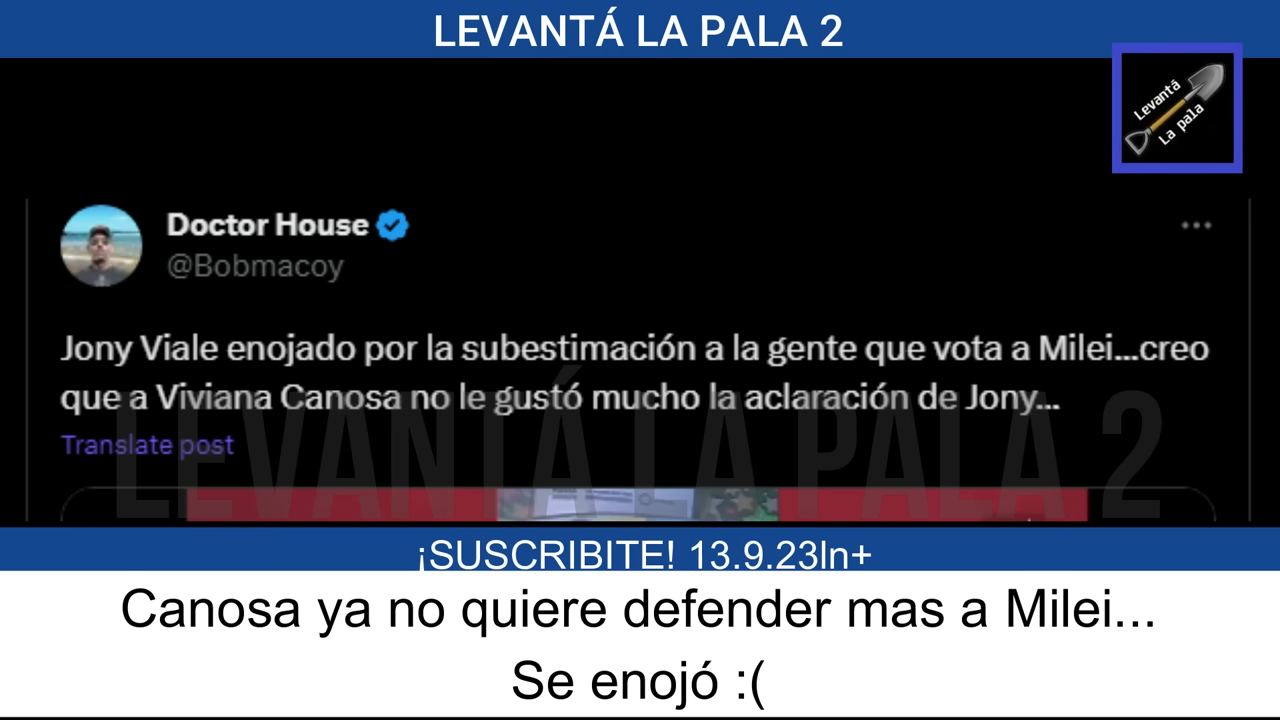 LEVANTÁ LA PALA 2
Levantá
La pala
Doctor House
@Bobmacoy
Jony Viale enojado por la subestimación a la gente que vota a Milei...creo
que a Viviana Canosa no le gustó mucho la aclaración de Jony...
Translate post
LEVANTÁ LA PALA 2
¡SUSCRIBITE! 13.9.23ln+
Canosa ya no quiere defender mas a Milei...
Se enojó :(